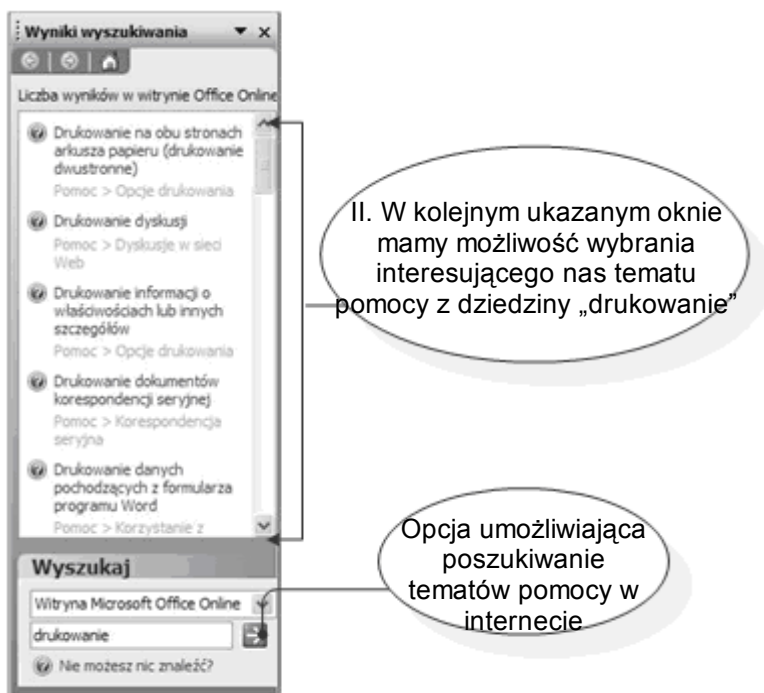 Wyniki wyszukiwania
Liczba wyników w witrynie Office Online
Drukowanie na obu stronach
arkusza papieru (drukowanie
dwustronne)
Pomoc > Opcje drukowania
Drukowanie dyskusji
Pomoc > Dyskusje w sieci
Web
Drukowanie informacji o
właściwościach lub innych
szczegółów
Pomoc > Opcje drukowania
Drukowanie dokumentów
korespondencji seryjnej
Pomoc > Korespondencja
seryjna
Drukowanie danych
pochodzących z formularza
programu Word
Pomoc > Korzystanie z
Wyszukaj
Witryna Microsoft Office Online
drukowanie
Nie możesz nic znaleźć?
II. W kolejnym ukazanym oknie
mamy możliwość wybrania
interesującego nas tematu
pomocy z dziedziny „drukowanie”
Opcja umożliwiająca
poszukiwanie
tematów pomocy w
internecie